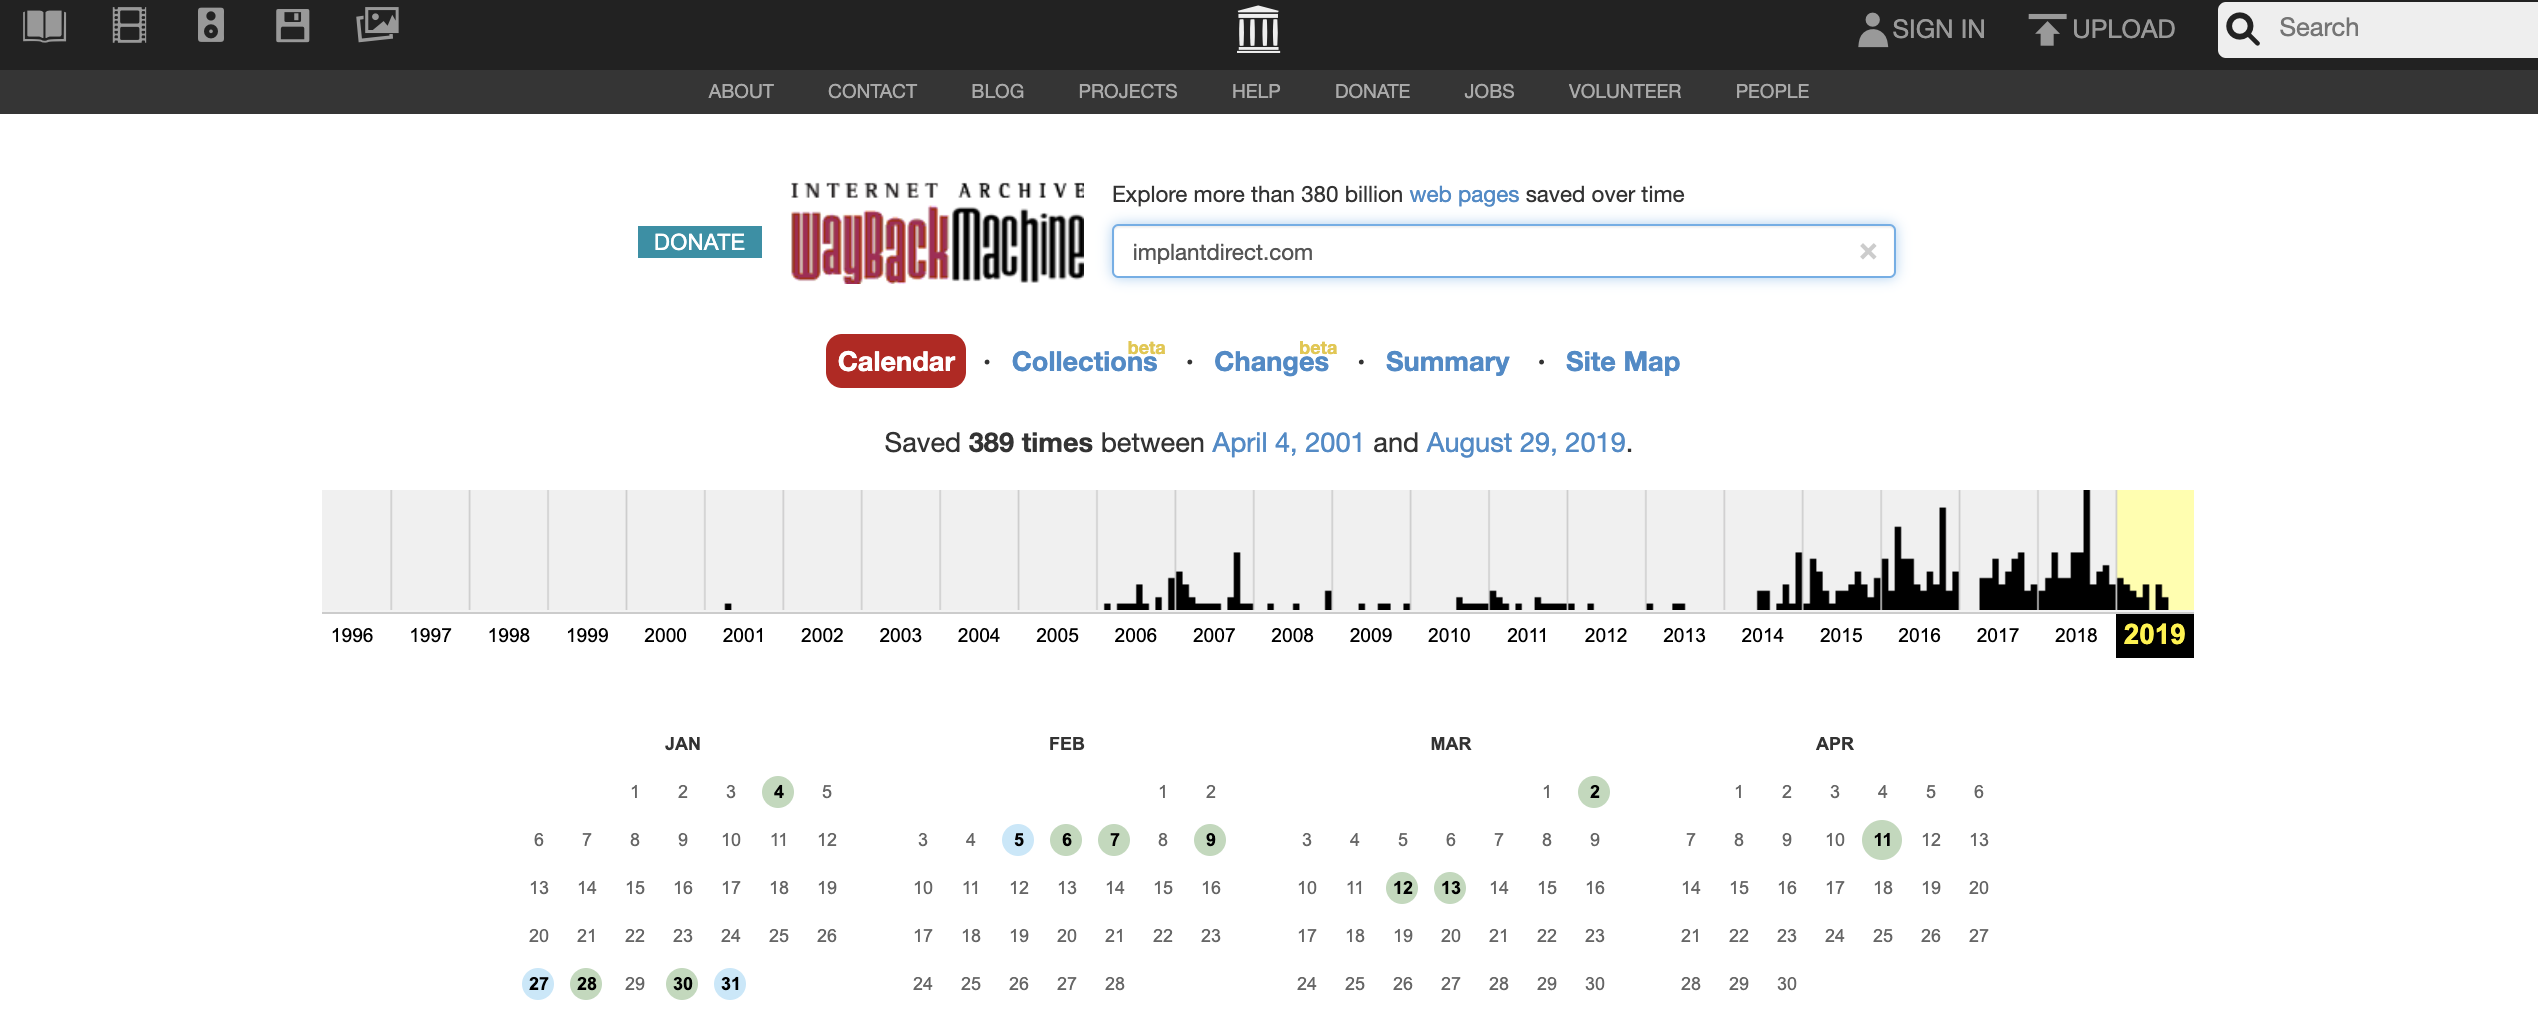 SIGN IN UPLOAD Search
ABOUT CONTACT BLOG PROJECTS HELP DONATE JOBS VOLUNTEER PEOPLE
DONATE
INTERNET ARCHIVE
WayBackMachine
Explore more than 380 billion web pages saved over time
implantdirect.com ×
Calendar · Collections beta · Changes beta · Summary · Site Map
Saved 389 times between April 4, 2001 and August 29, 2019.
1996 1997 1998 1999 2000 2001 2002 2003 2004 2005 2006 2007 2008 2009 2010 2011 2012 2013 2014 2015 2016 2017 2018 2019
JAN
1 2 3 4 5
6 7 8 9 10 11 12
13 14 15 16 17 18 19
20 21 22 23 24 25 26
27 28 29 30 31
FEB
1 2
3 4 5 6 7 8 9
10 11 12 13 14 15 16
17 18 19 20 21 22 23
24 25 26 27 28
MAR
1 2
3 4 5 6 7 8 9
10 11 12 13 14 15 16
17 18 19 20 21 22 23
24 25 26 27 28 29 30
APR
1 2 3 4 5 6
7 8 9 10 11 12 13
14 15 16 17 18 19 20
21 22 23 24 25 26 27
28 29 30